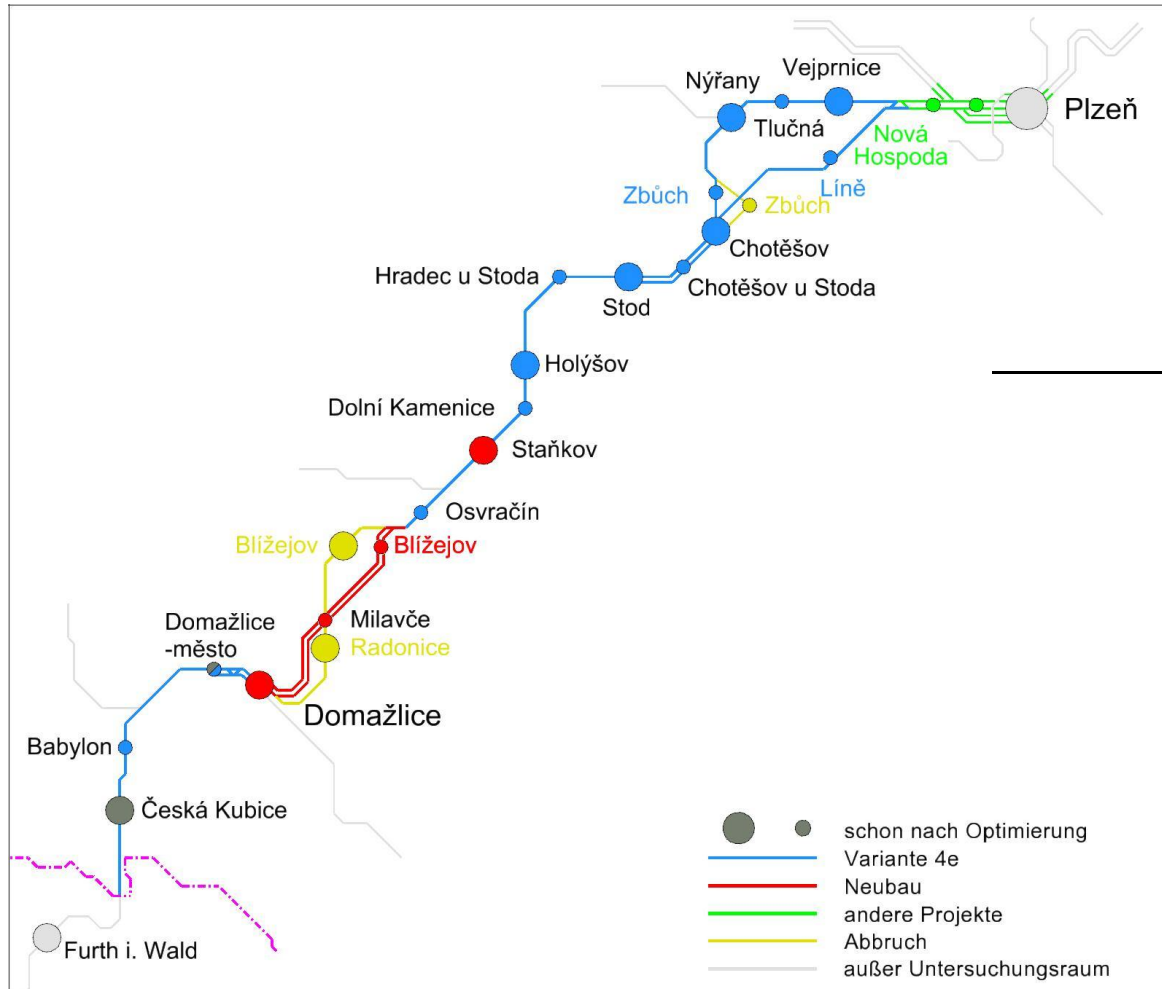 Vejprnice
Nýřany
Plzeň
Tlučná
Nová
Hospoda
Líně
Zbůch
Zbůch
Chotěšov
Hradec u Stoda
Chotěšov u Stoda
Stod
Holýšov
Dolní Kamenice
Staňkov
Osvračín
Blížejov
Blížejov
Milavče
Domažlice
-město
Radonice
Domažlice
Babylon
Česká Kubice
schon nach Optimierung
Variante 4e
Neubau
andere Projekte
Abbruch
Furth i. Wald
außer Untersuchungsraum